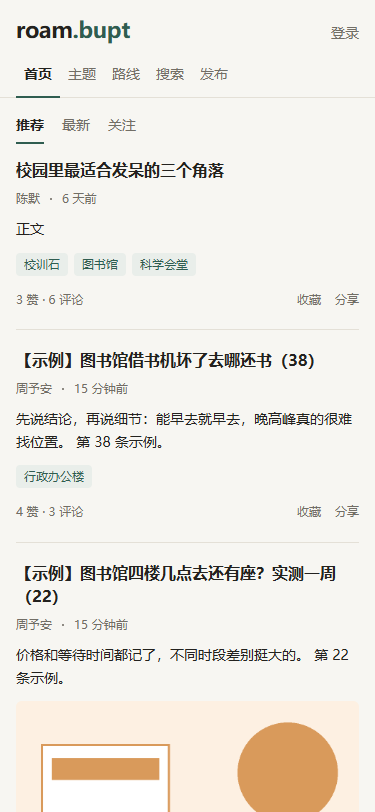 roam.bupt
登录
首页 主题 路线 搜索 发布
推荐 最新 关注
校园里最适合发呆的三个角落
陈默 · 6 天前
正文
校训石 图书馆 科学会堂
3 赞 · 6 评论 收藏 分享
【示例】图书馆借书机坏了去哪还书（38）
周予安 · 15 分钟前
先说结论，再说细节：能早去就早去，晚高峰真的很难
找位置。 第 38 条示例。
行政办公楼
4 赞 · 3 评论 收藏 分享
【示例】图书馆四楼几点去还有座？实测一周
（22）
周予安 · 15 分钟前
价格和等待时间都记了，不同时段差别挺大的。 第 22
条示例。